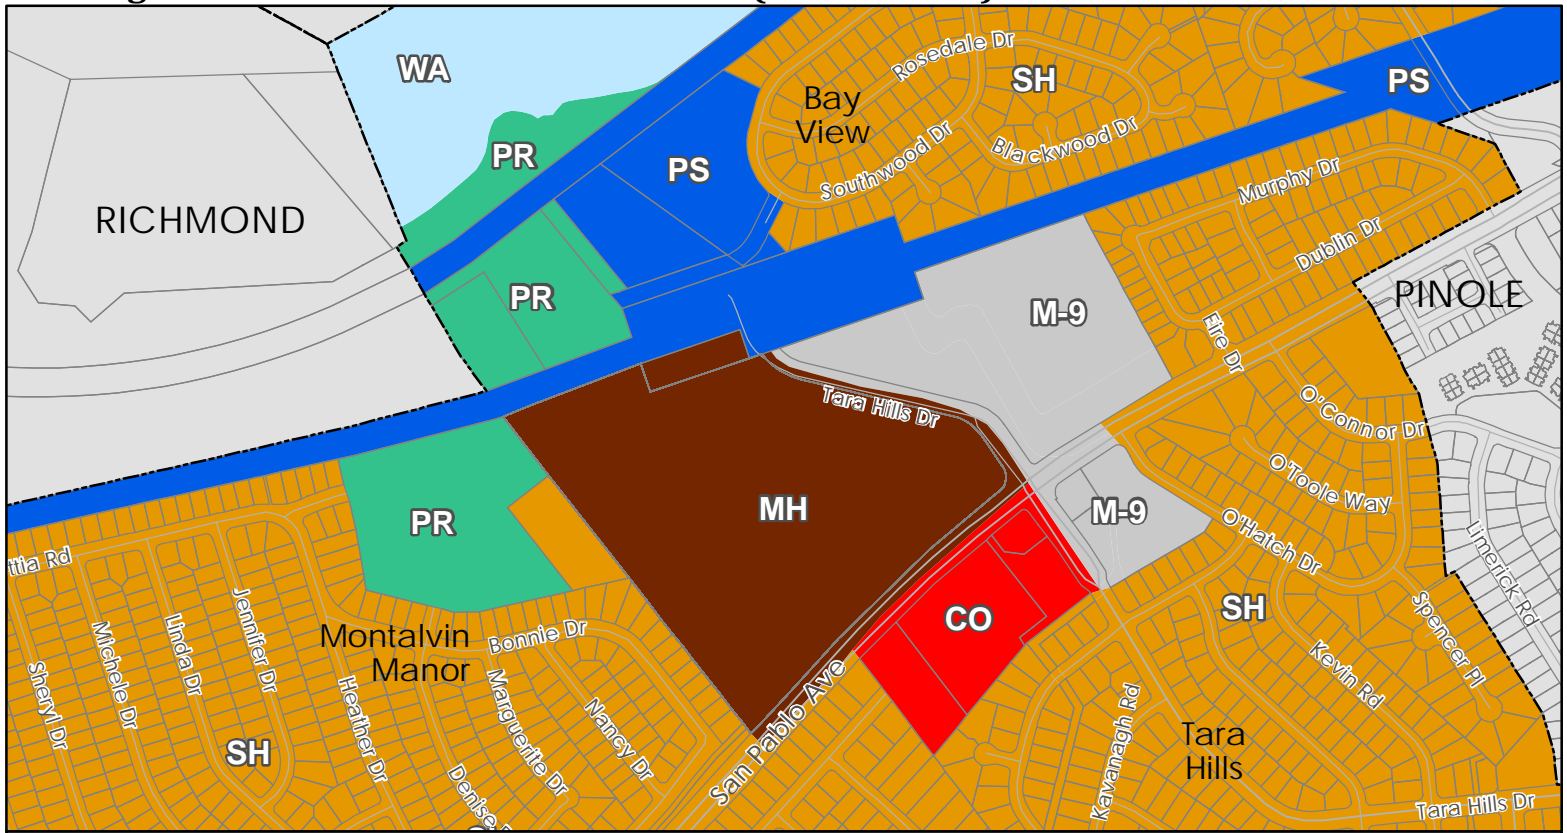 WA
Rosedale Dr
SH
PS
Bay
View
PR
PS
Southwood Dr
Blackwood Dr
Murphy Dr
RICHMOND
Dublin Dr
PR
M-9
PINOLE
Eire Dr
Tara Hills Dr
O'Connor Dr
O'Toole Way
MH
M-9
PR
O'Hatch Dr
Limerick Rd
ttia Rd
Jennifer Dr
Linda Dr
Michele Dr
Montalvin
Manor
Bonnie Dr
CO
SH
Spencer Pl
Kevin Rd
Sheryl Dr
Heather Dr
Marguerite Dr
Nancy Dr
San Pablo Ave
Kavanagh Rd
Tara
Hills
SH
Denise
Tara Hills Dr